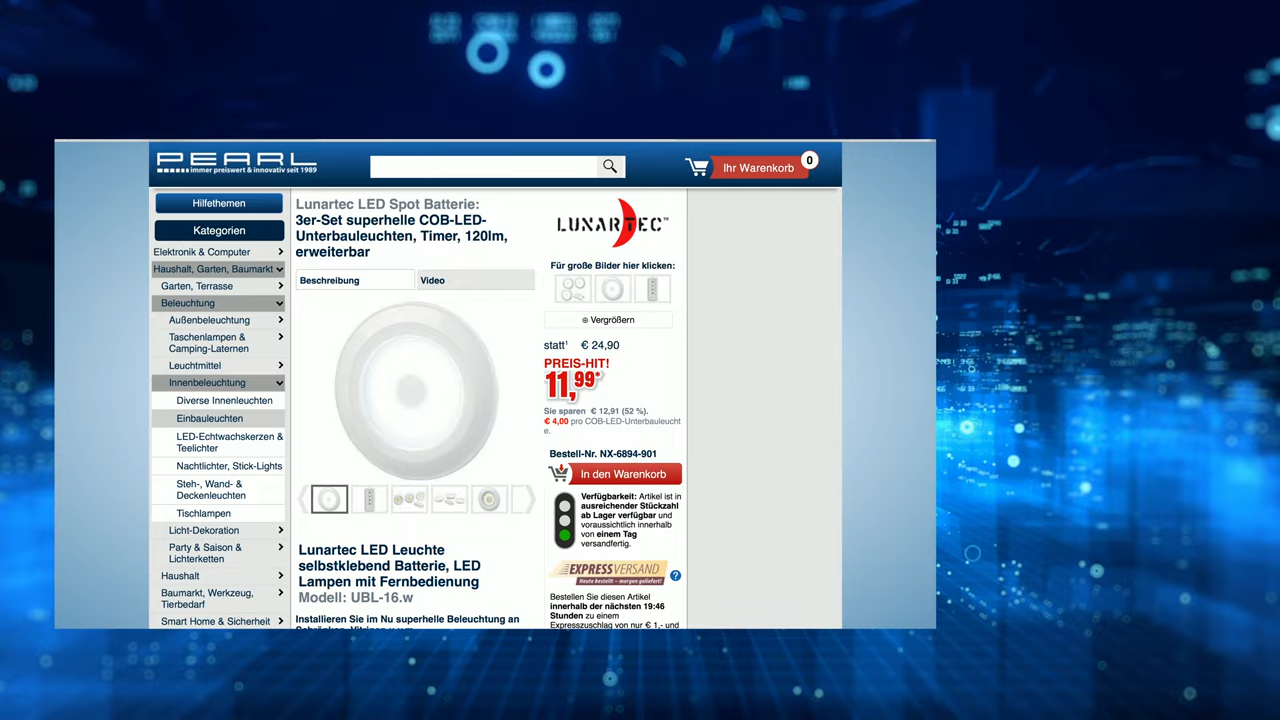 PEARL
immer preiswert & innovativ seit 1989
Ihr Warenkorb
0
Hilfethemen
Kategorien
Elektronik & Computer
Haushalt, Garten, Baumarkt
Garten, Terrasse
Beleuchtung
Außenbeleuchtung
Taschenlampen &
Camping-Laternen
Leuchtmittel
Innenbeleuchtung
Diverse Innenleuchten
Einbauleuchten
LED-Echtwachskerzen &
Teelichter
Nachtlichter, Stick-Lights
Steh-, Wand- &
Deckenleuchten
Tischlampen
Licht-Dekoration
Party & Saison &
Lichterketten
Haushalt
Baumarkt, Werkzeug,
Tierbedarf
Smart Home & Sicherheit
Lunartec LED Spot Batterie:
3er-Set superhelle COB-LED-
Unterbauleuchten, Timer, 120lm,
erweiterbar
Beschreibung
Video
Lunartec LED Leuchte
selbstklebend Batterie, LED
Lampen mit Fernbedienung
Modell: UBL-16.w
Installieren Sie im Nu superhelle Beleuchtung an
LUNARTEC™
Für große Bilder hier klicken:
⊕ Vergrößern
statt¹ € 24,90
PREIS-HIT!
11,99*
Sie sparen € 12,91 (52 %).
€ 4,00 pro COB-LED-Unterbauleucht
e.
Bestell-Nr. NX-6894-901
In den Warenkorb
Verfügbarkeit: Artikel ist in
ausreichender Stückzahl
ab Lager verfügbar und
voraussichtlich innerhalb
von einem Tag
versandfertig.
EXPRESSVERSAND
Heute bestellt – morgen geliefert!
?
Bestellen Sie diesen Artikel
innerhalb der nächsten 19:46
Stunden zu einem
Expresszuschlag von nur € 1,- und